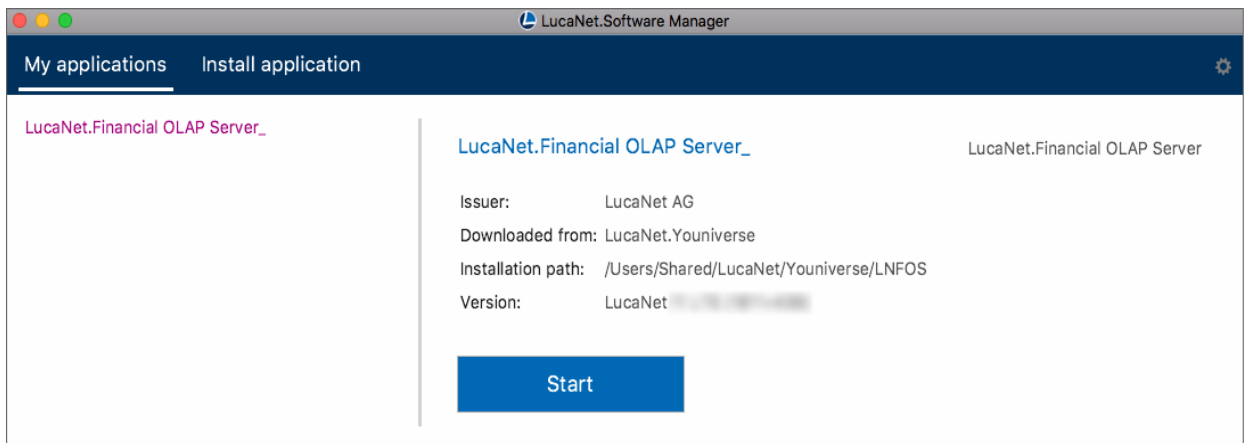 LucaNet.Software Manager
My applications Install application
LucaNet.Financial OLAP Server_
LucaNet.Financial OLAP Server_ LucaNet.Financial OLAP Server
Issuer: LucaNet AG
Downloaded from: LucaNet.Youniverse
Installation path: /Users/Shared/LucaNet/Youniverse/LNFOS
Version: LucaNet
Start